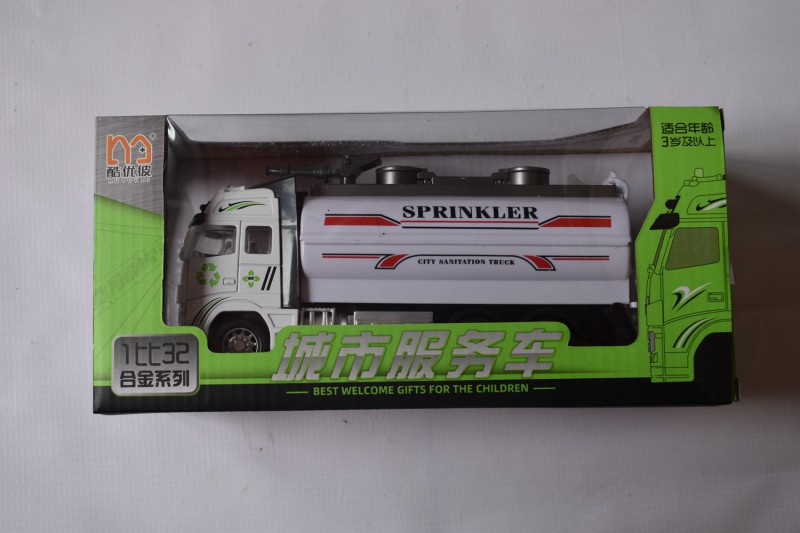 酷优彼
适合年龄
3岁及以上
SPRINKLER
CITY SANITATION TRUCK
1比32
合金系列
城市服务车
BEST WELCOME GIFTS FOR THE CHILDREN